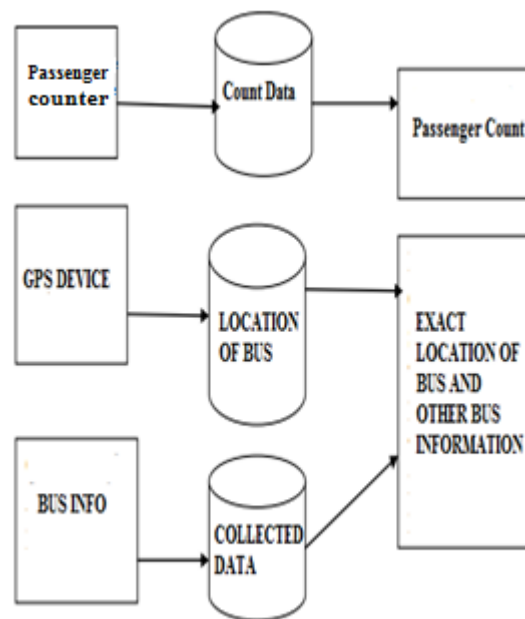 Passenger
counter
Count Data
Passenger Count
GPS DEVICE
LOCATION
OF BUS
EXACT
LOCATION OF
BUS AND
OTHER BUS
INFORMATION
BUS INFO
COLLECTED
DATA